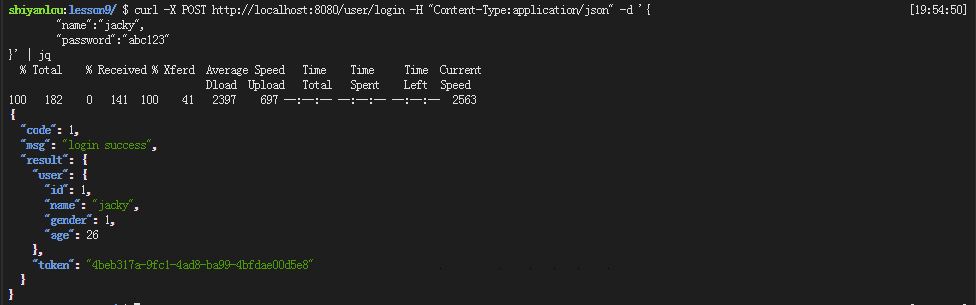 shiyanlou:lesson9/ $ curl -X POST http://localhost:8080/user/login -H "Content-Type:application/json" -d '{ [19:54:50]
"name":"jacky",
"password":"abc123"
}' | jq
% Total % Received % Xferd Average Speed Time Time Time Current
Dload Upload Total Spent Left Speed
100 182 0 141 100 41 2397 697 --:--:-- --:--:-- --:--:-- 2563
{
"code": 1,
"msg": "login success",
"result": {
"user": {
"id": 1,
"name": "jacky",
"gender": 1,
"age": 26
},
"token": "4beb317a-9fc1-4ad8-ba99-4bfdae00d5e8"
}
}